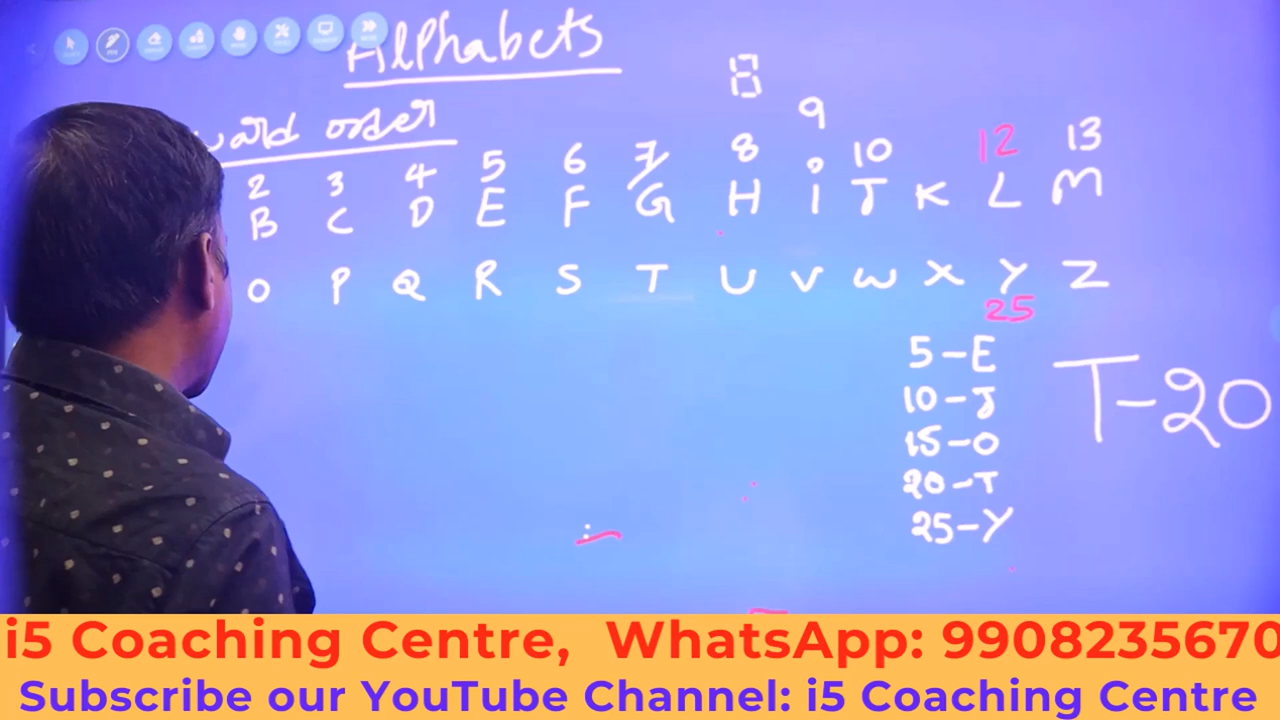 Alphabets
ward order
8
9
2 3 4 5 6 7 8 10 12 13
B C D E F G H I J K L M
O P Q R S T U V W X Y Z
25
5-E
10-J
15-O
20-T
25-Y
T-20
i5 Coaching Centre, WhatsApp: 9908235670
Subscribe our YouTube Channel: i5 Coaching Centre